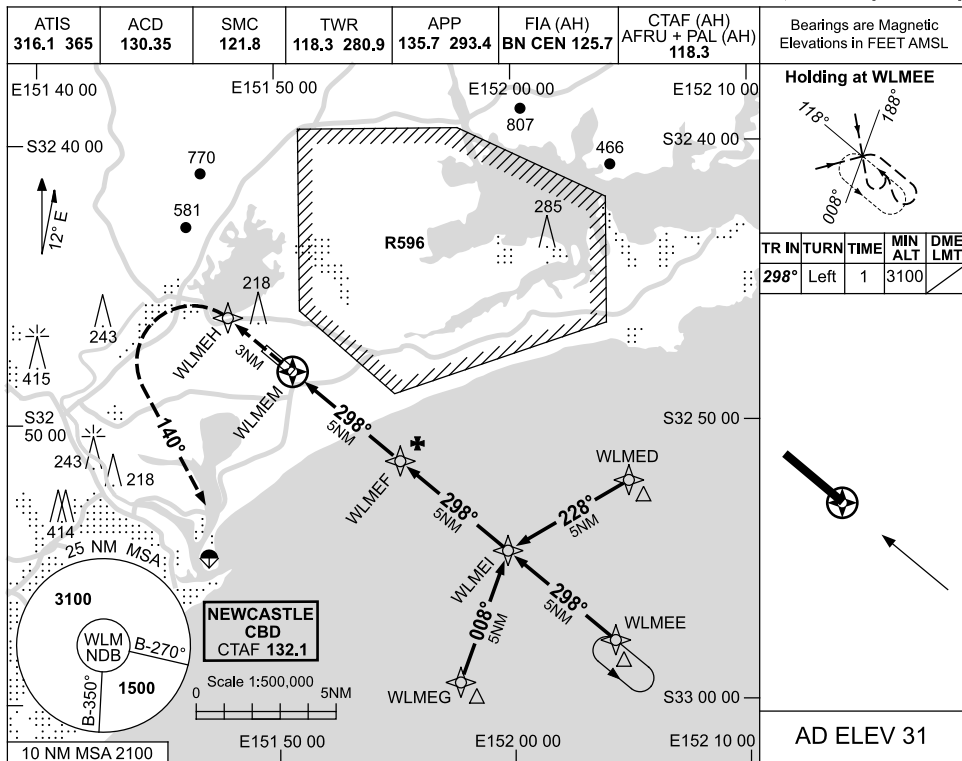 ATIS
316.1 365
ACD
130.35
SMC
121.8
TWR
118.3 280.9
APP
135.7 293.4
FIA (AH)
BN CEN 125.7
CTAF (AH)
AFRU + PAL (AH)
118.3
Bearings are Magnetic
Elevations in FEET AMSL
E151 40 00
E151 50 00
E152 00 00
E152 10 00
S32 40 00
S32 40 00
807
466
770
581
12° E
285
R596
218
243
415
WLMEH
3NM
WLMEM
S32
50 00
S32 50 00
298°
5NM
140°
243
218
WLMEF
WLMED
298°
5NM
228°
5NM
414
WLMEI
298°
5NM
WLMEE
008°
5NM
WLMEG
25 NM MSA
3100
WLM
NDB
B-270°
B-350°
1500
10 NM MSA 2100
NEWCASTLE
CBD
CTAF 132.1
Scale 1:500,000
0
5NM
S33 00 00
E151 50 00
E152 00 00
E152 10 00
Holding at WLMEE
118°
188°
008°
TR IN TURN TIME MIN ALT DME LMT
298° Left 1 3100
AD ELEV 31